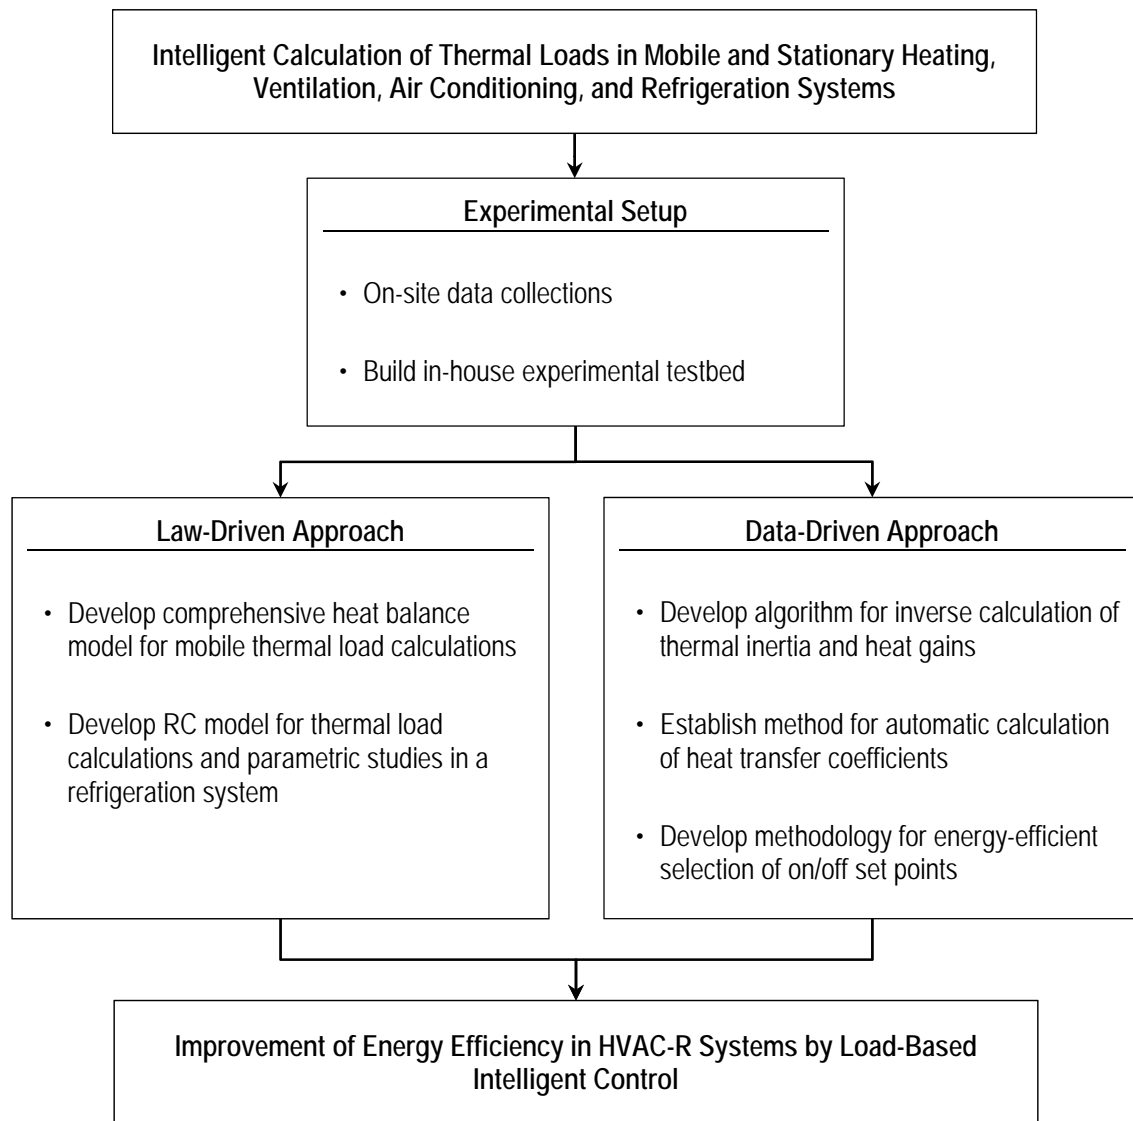 Intelligent Calculation of Thermal Loads in Mobile and Stationary Heating,
Ventilation, Air Conditioning, and Refrigeration Systems
Experimental Setup
• On-site data collections
• Build in-house experimental testbed
Law-Driven Approach
• Develop comprehensive heat balance
model for mobile thermal load calculations
• Develop RC model for thermal load
calculations and parametric studies in a
refrigeration system
Data-Driven Approach
• Develop algorithm for inverse calculation of
thermal inertia and heat gains
• Establish method for automatic calculation
of heat transfer coefficients
• Develop methodology for energy-efficient
selection of on/off set points
Improvement of Energy Efficiency in HVAC-R Systems by Load-Based
Intelligent Control